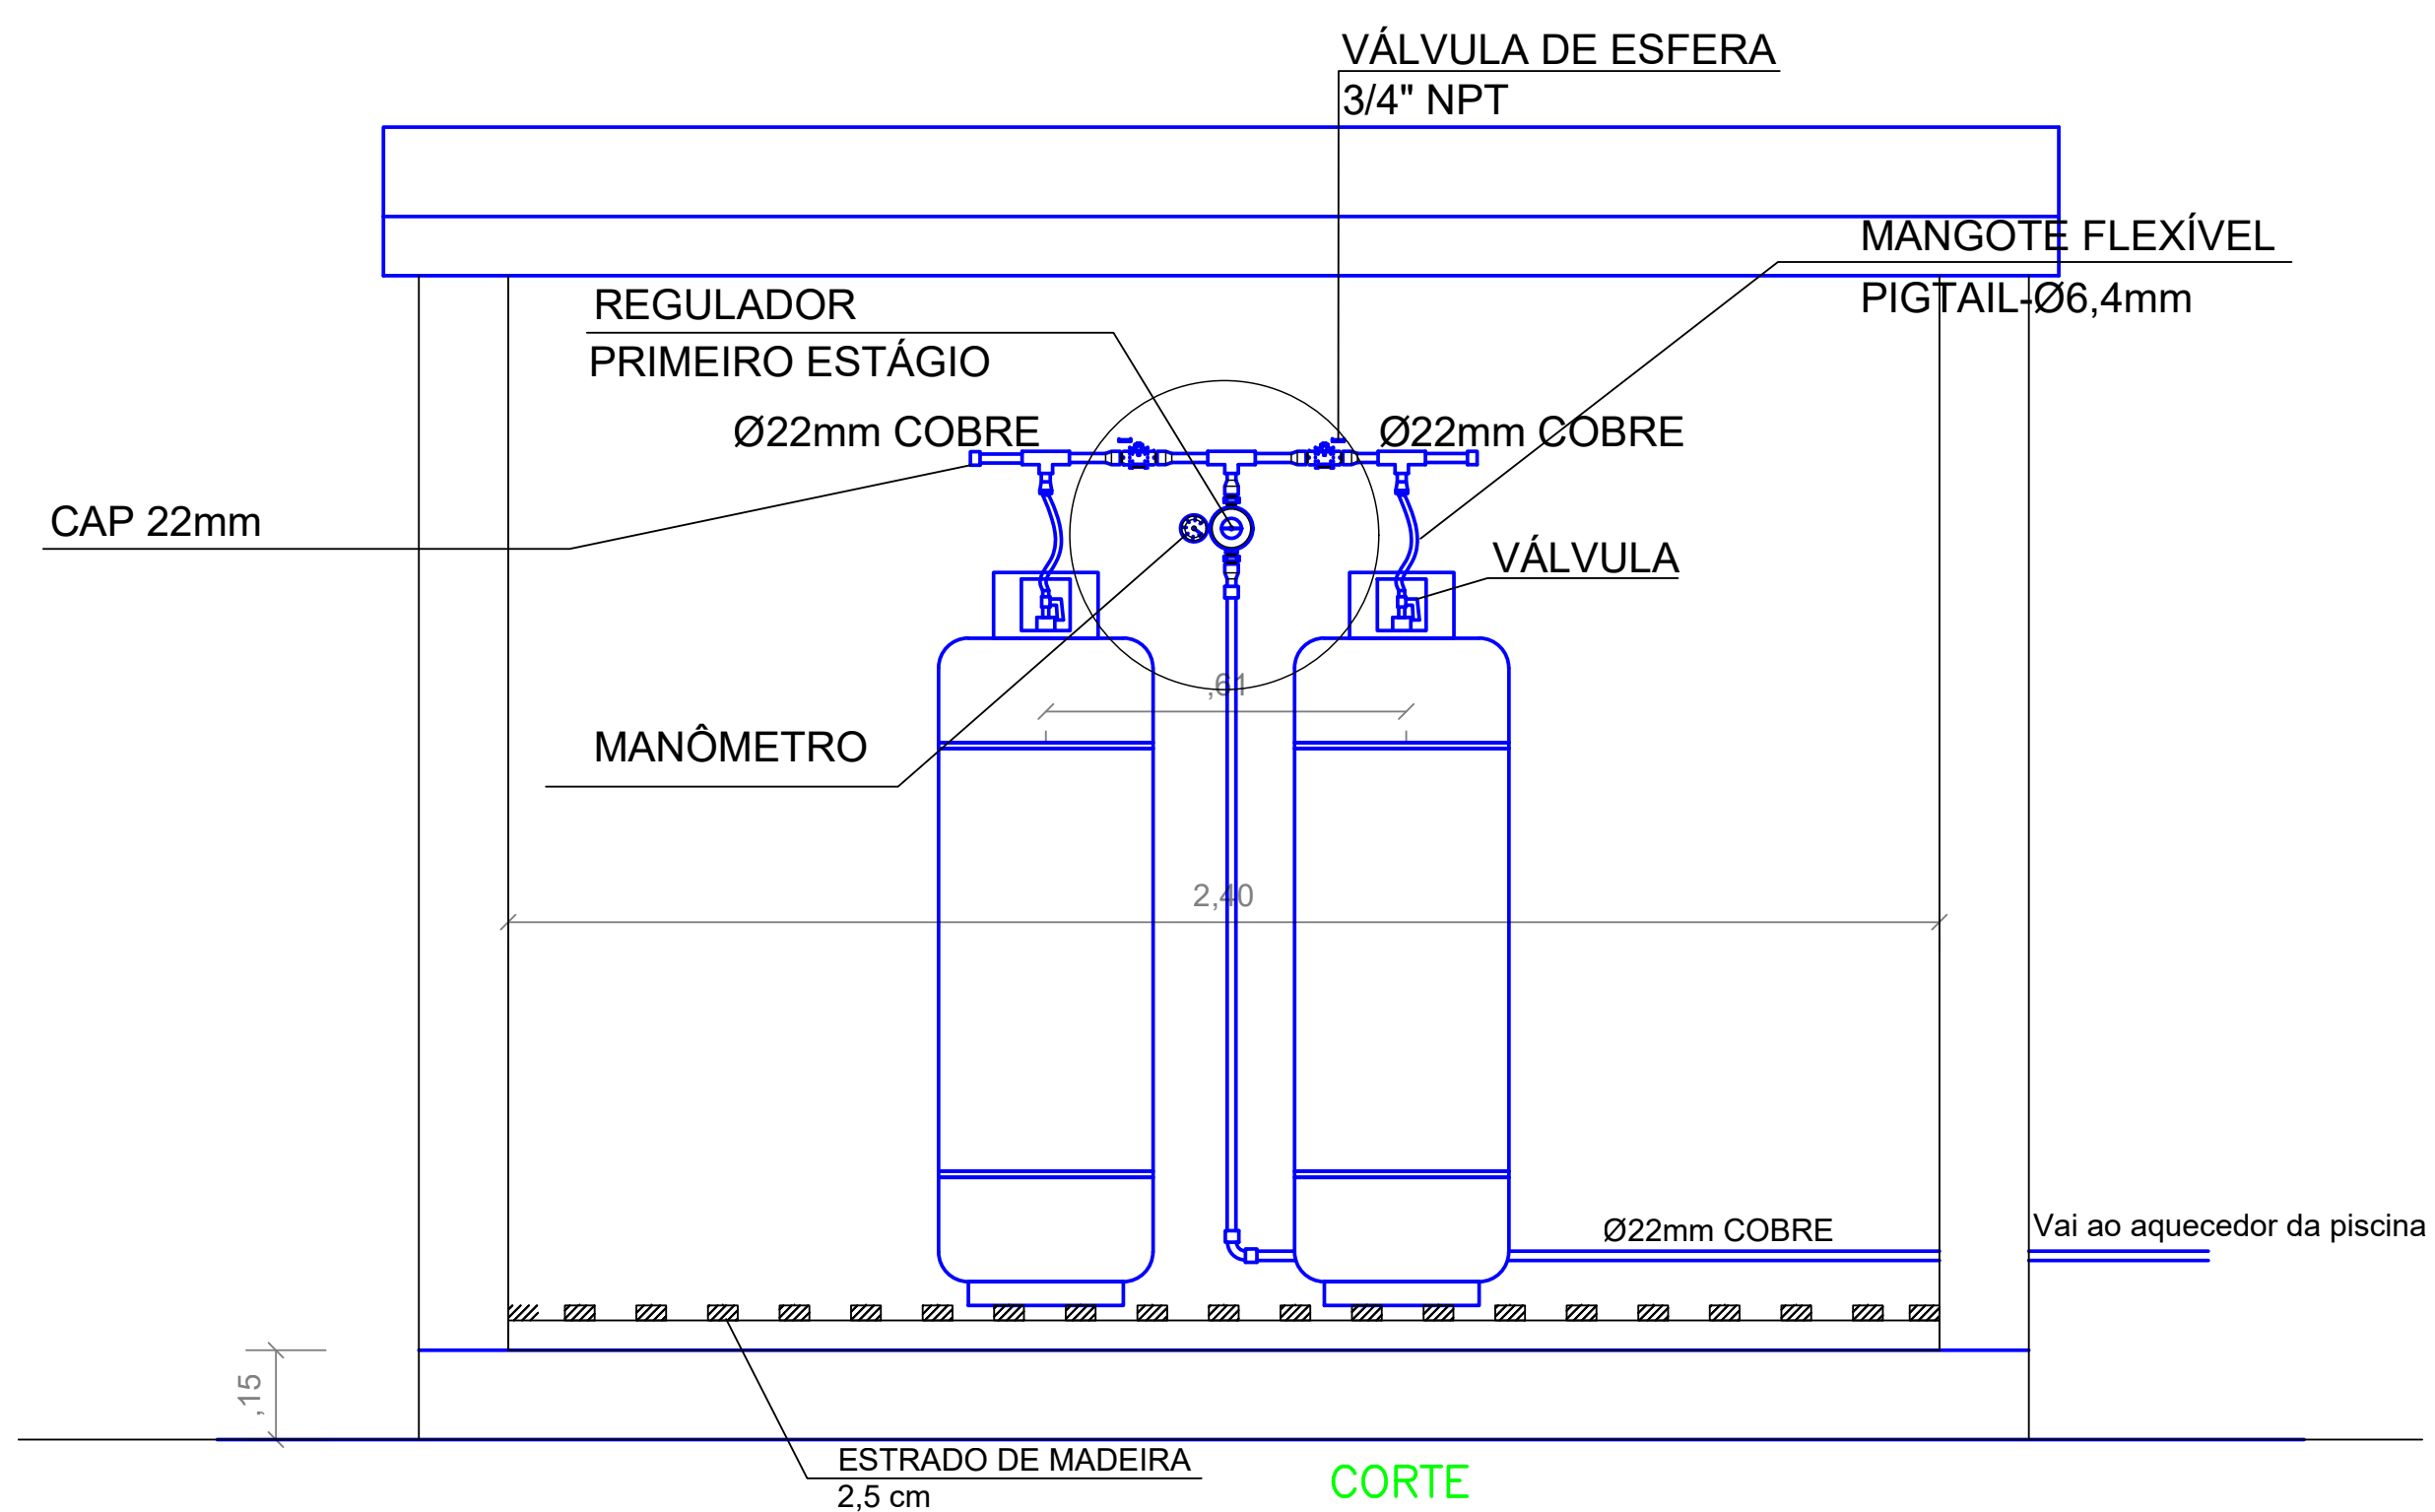 VÁLVULA DE ESFERA
3/4" NPT
MANGOTE FLEXÍVEL
PIGTAIL-Ø6,4mm
REGULADOR
PRIMEIRO ESTÁGIO
Ø22mm COBRE
Ø22mm COBRE
CAP 22mm
VÁLVULA
,61
MANÔMETRO
2,40
Ø22mm COBRE
Vai ao aquecedor da piscina
,15
ESTRADO DE MADEIRA
2,5 cm
CORTE